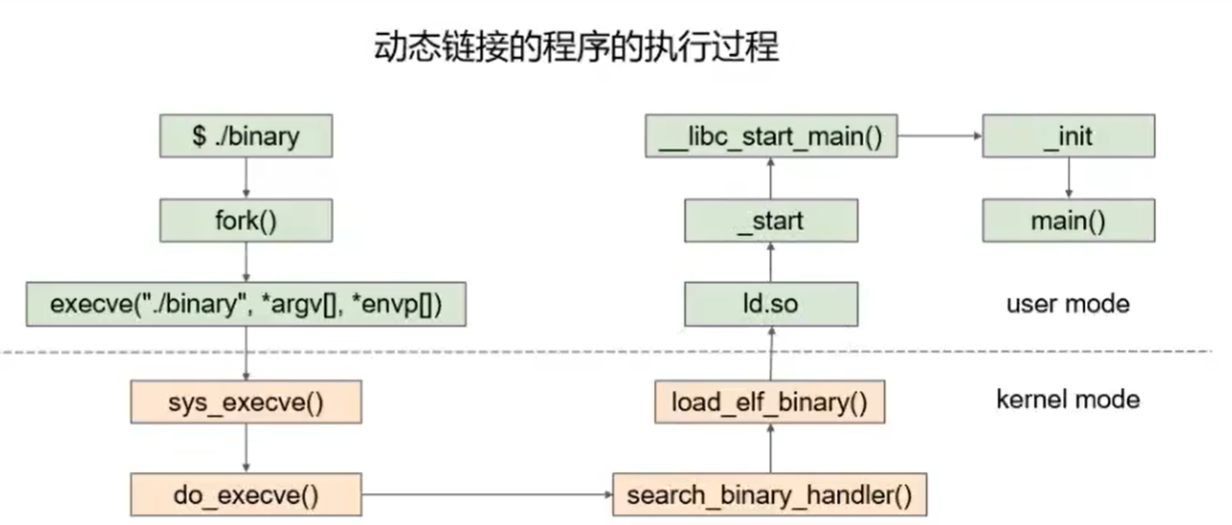 动态链接的程序的执行过程
$ ./binary
fork()
execve("./binary", *argv[], *envp[])
sys_execve()
do_execve()
search_binary_handler()
load_elf_binary()
ld.so
_start
__libc_start_main()
_init
main()
user mode
kernel mode